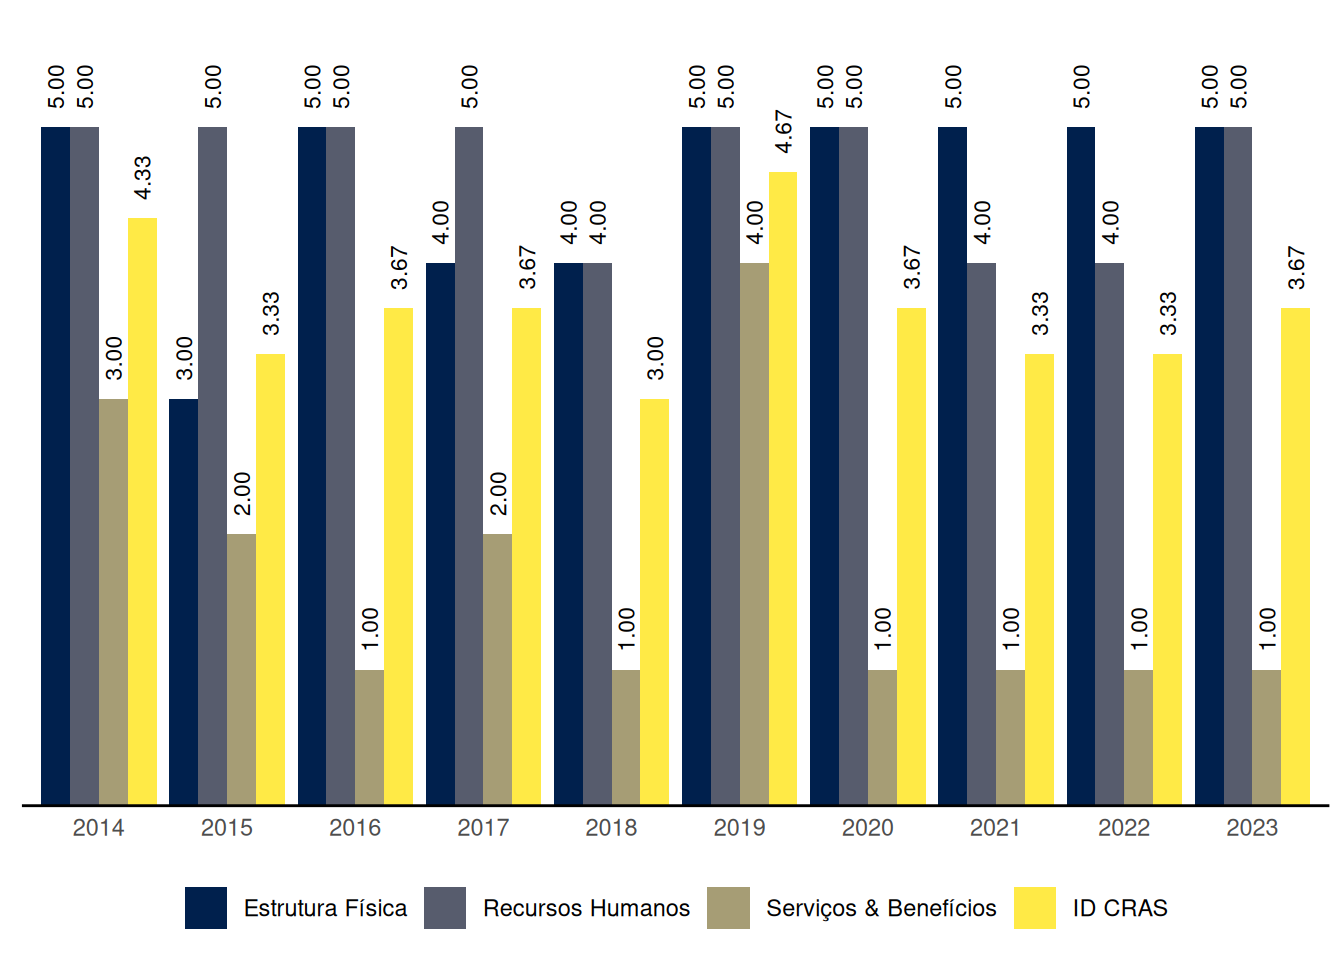 5.00 5.00 3.00 4.33
3.00 5.00 2.00 3.33
5.00 5.00 1.00 3.67
4.00 5.00 2.00 3.67
4.00 4.00 1.00 3.00
5.00 5.00 4.00 4.67
5.00 5.00 1.00 3.67
5.00 4.00 1.00 3.33
5.00 4.00 1.00 3.33
5.00 5.00 1.00 3.67
2014 2015 2016 2017 2018 2019 2020 2021 2022 2023
Estrutura Física Recursos Humanos Serviços & Benefícios ID CRAS